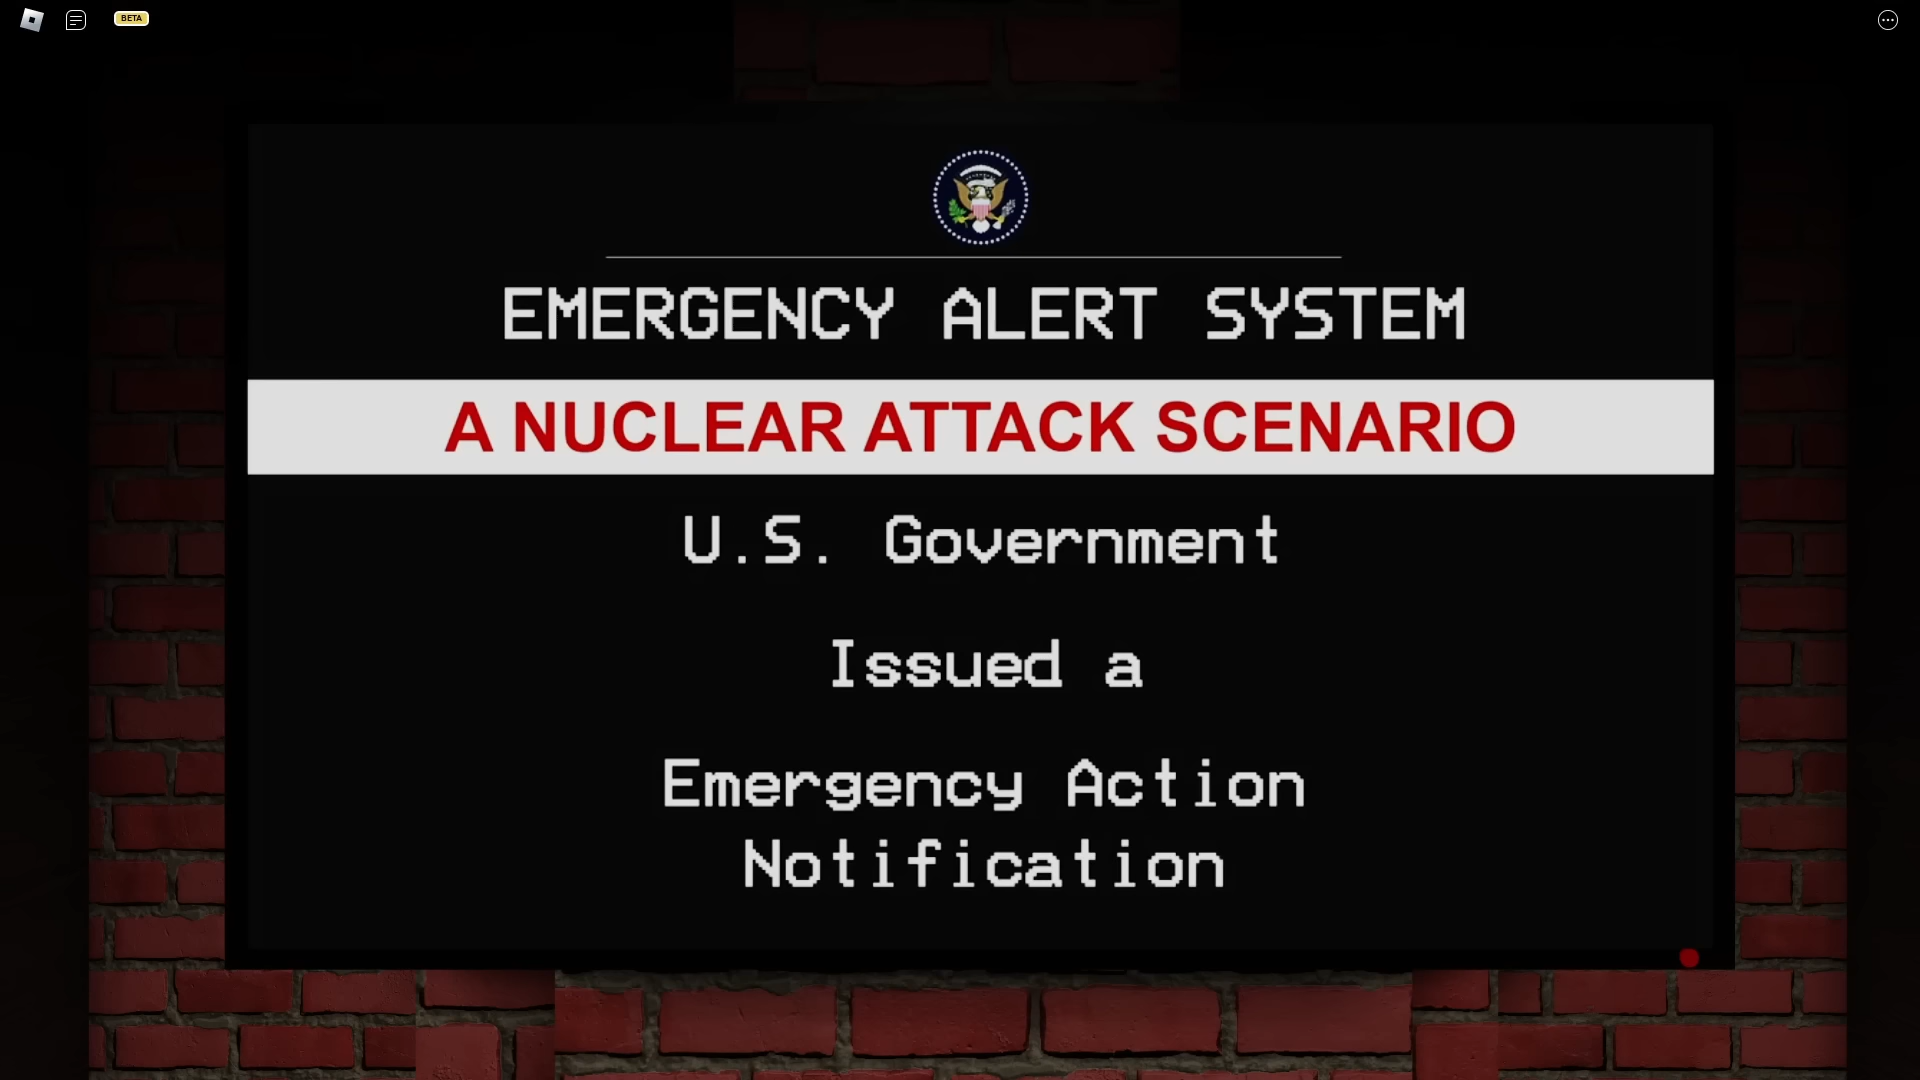 BETA
EMERGENCY ALERT SYSTEM
A NUCLEAR ATTACK SCENARIO
U.S. Government
Issued a
Emergency Action
Notification